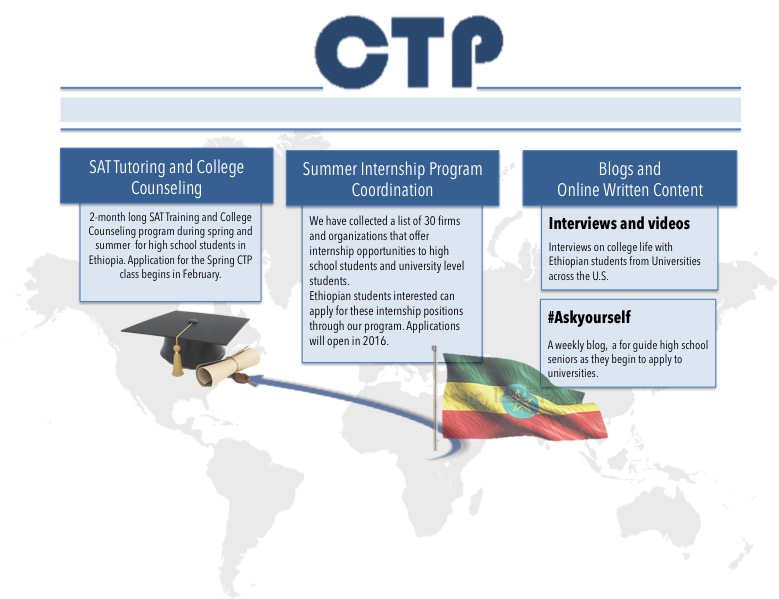 CTP
SAT Tutoring and College
Counseling
2-month long SAT Training and College
Counseling program during spring and
summer for high school students in
Ethiopia. Application for the Spring CTP
class begins in February.
Summer Internship Program
Coordination
We have collected a list of 30 firms
and organizations that offer
internship opportunities to high
school students and university level
students.
Ethiopian students interested can
apply for these internship positions
through our program. Applications
will open in 2016.
Blogs and
Online Written Content
Interviews and videos
Interviews on college life with
Ethiopian students from Universities
across the U.S.
#Askyourself
A weekly blog, a for guide high school
seniors as they begin to apply to
universities.